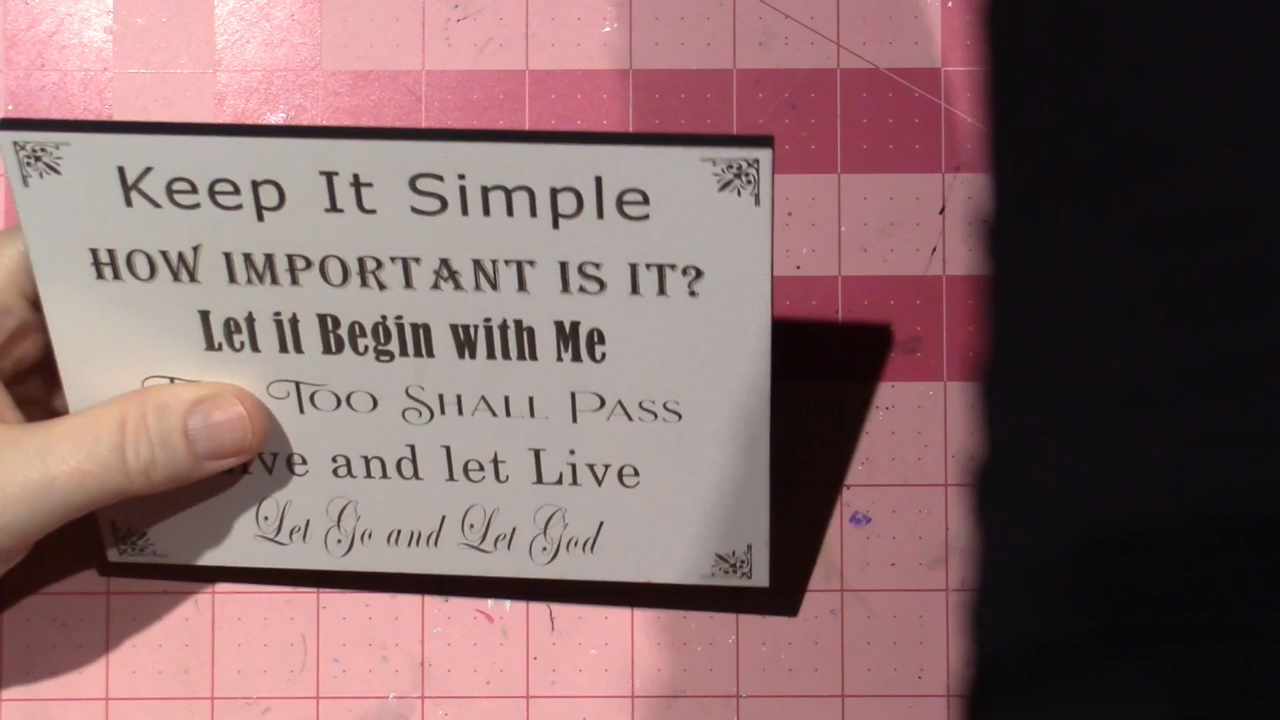 Keep It Simple
HOW IMPORTANT IS IT?
Let it Begin with Me
Too Shall Pass
and let Live
Let Go and Let God